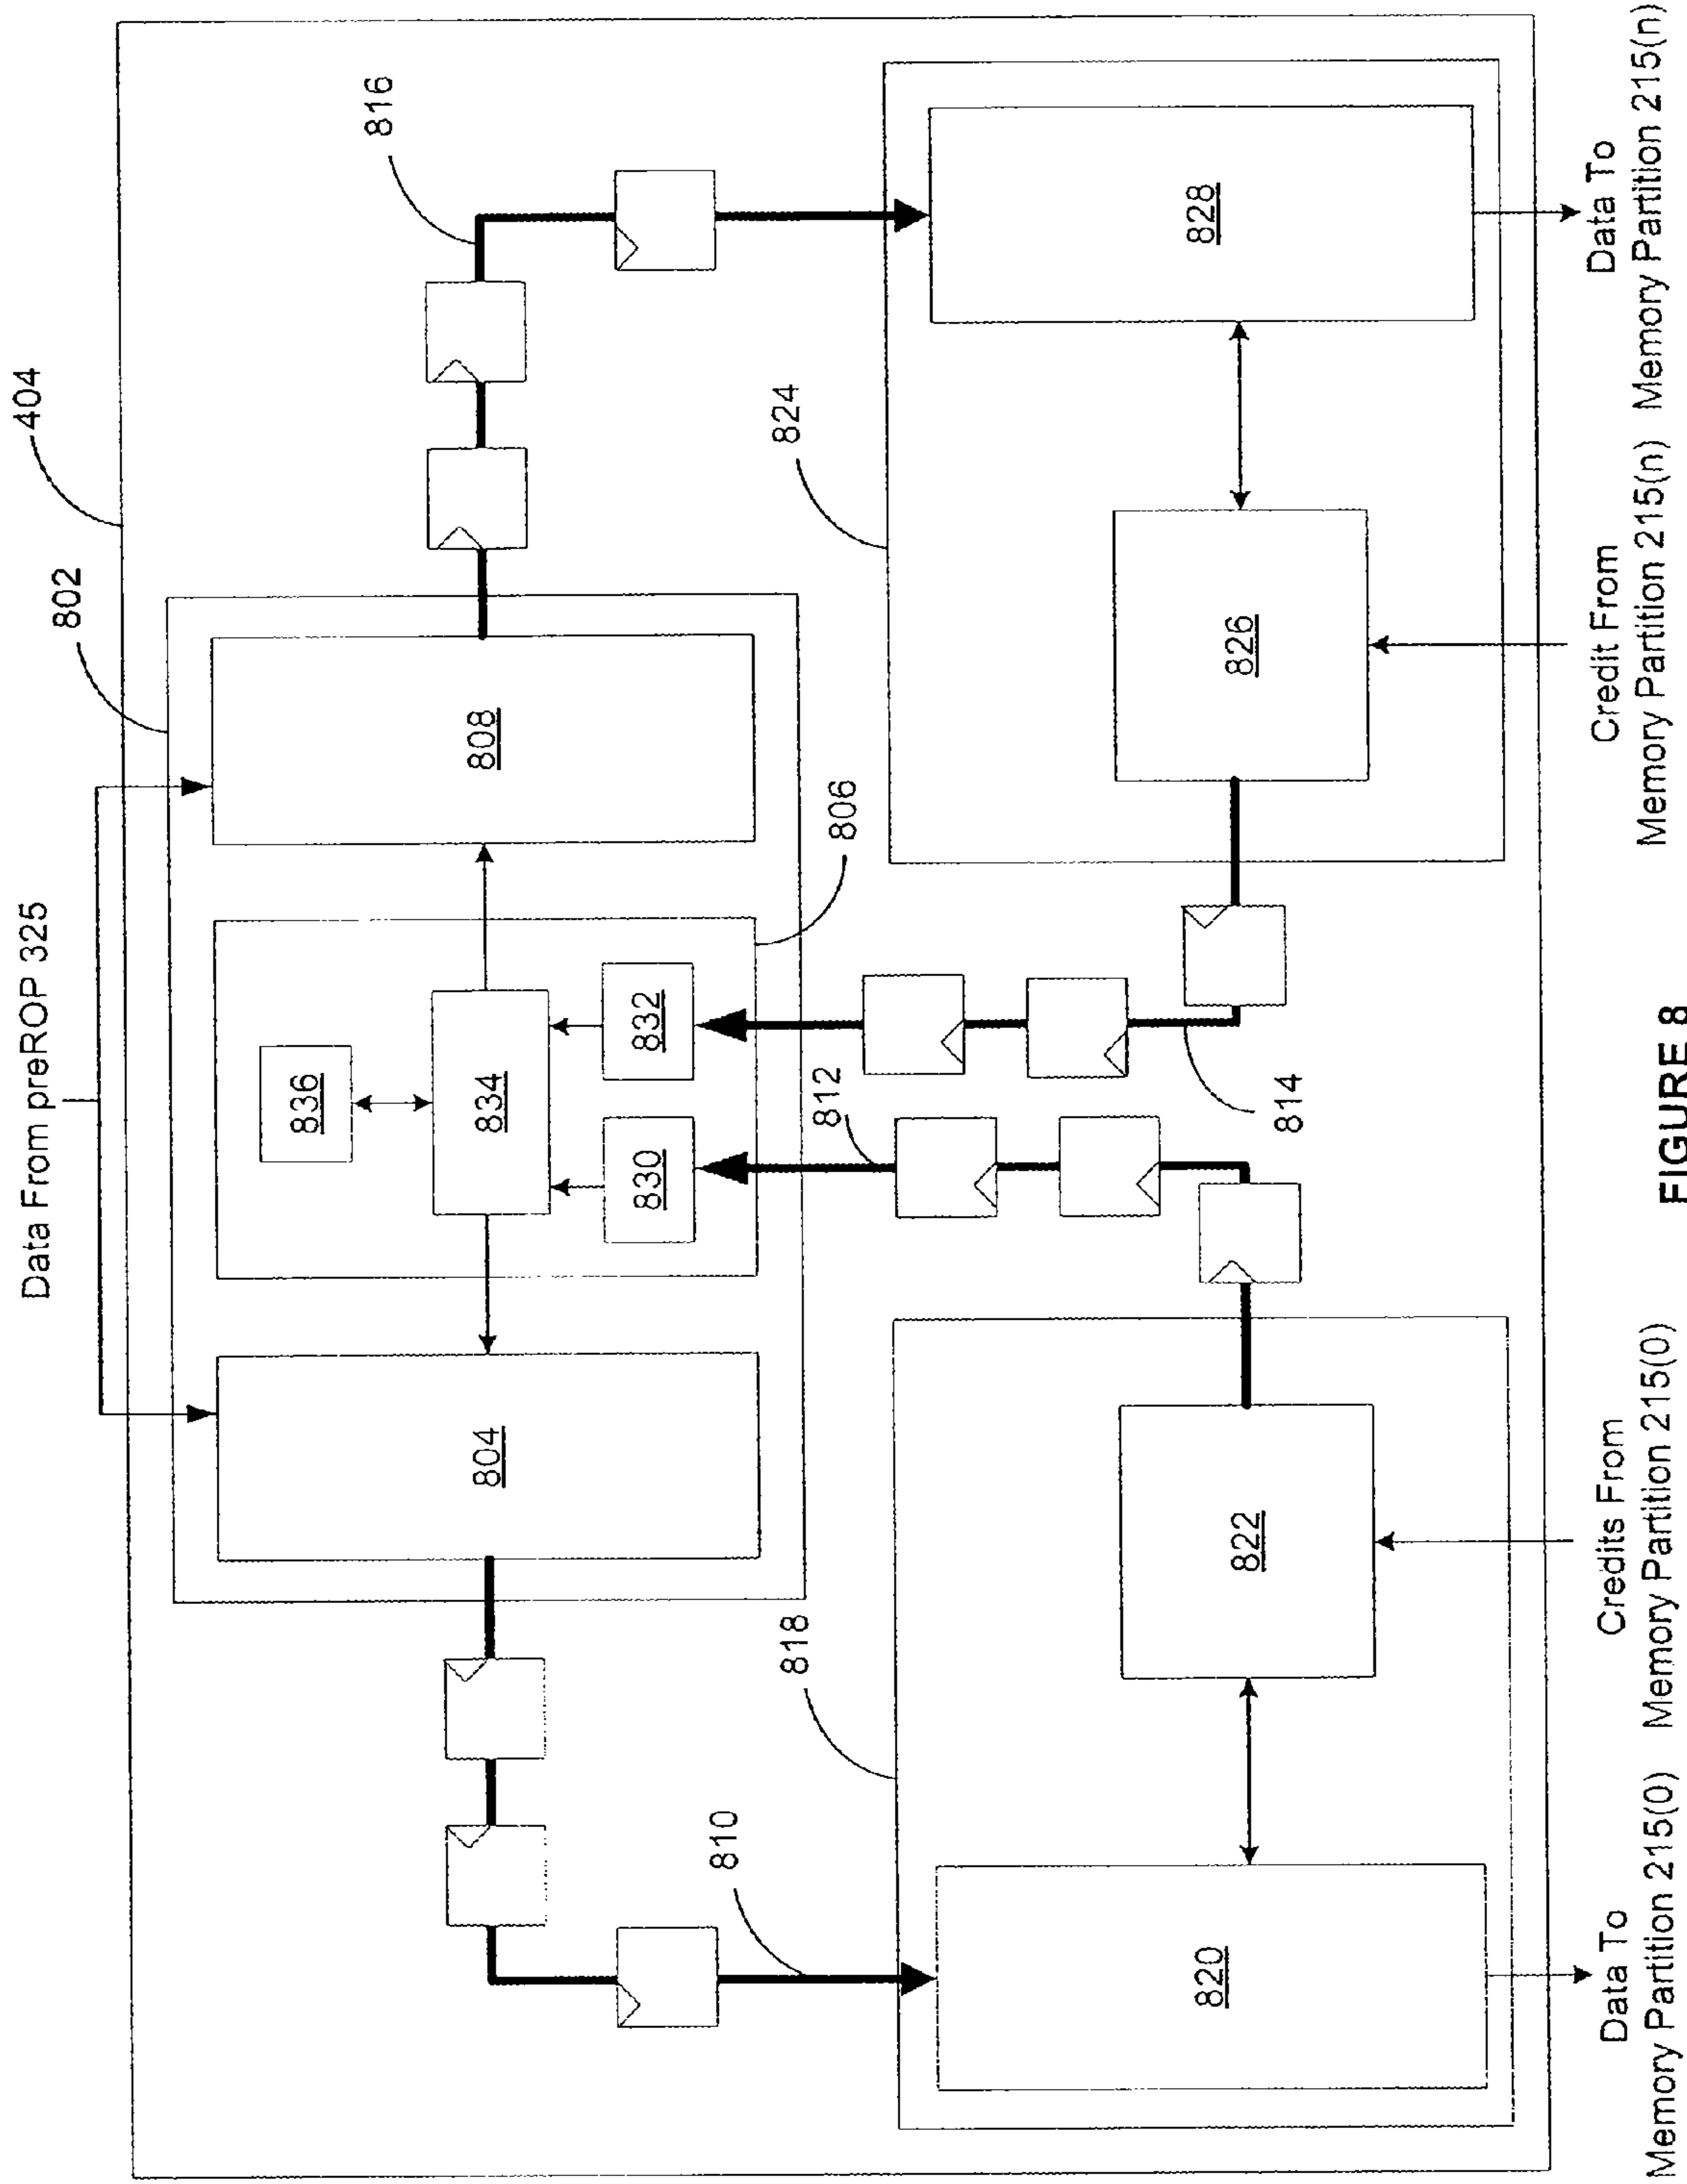 Data From preROP 325
404
802
816
804
836
808
834
830
832
806
812
814
810
818
824
820
822
826
828
Data To
Memory Partition 215(0)
Credits From
Memory Partition 215(0)
Credit From
Memory Partition 215(n)
Data To
Memory Partition 215(n)
FIGURE 8